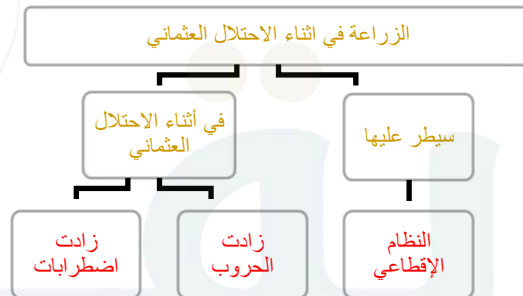 الزراعة في اثناء الاحتلال العثماني
سيطر عليها
في أثناء الاحتلال
العثماني
النظام
الإقطاعي
زادت
الحروب
زادت
اضطرابات